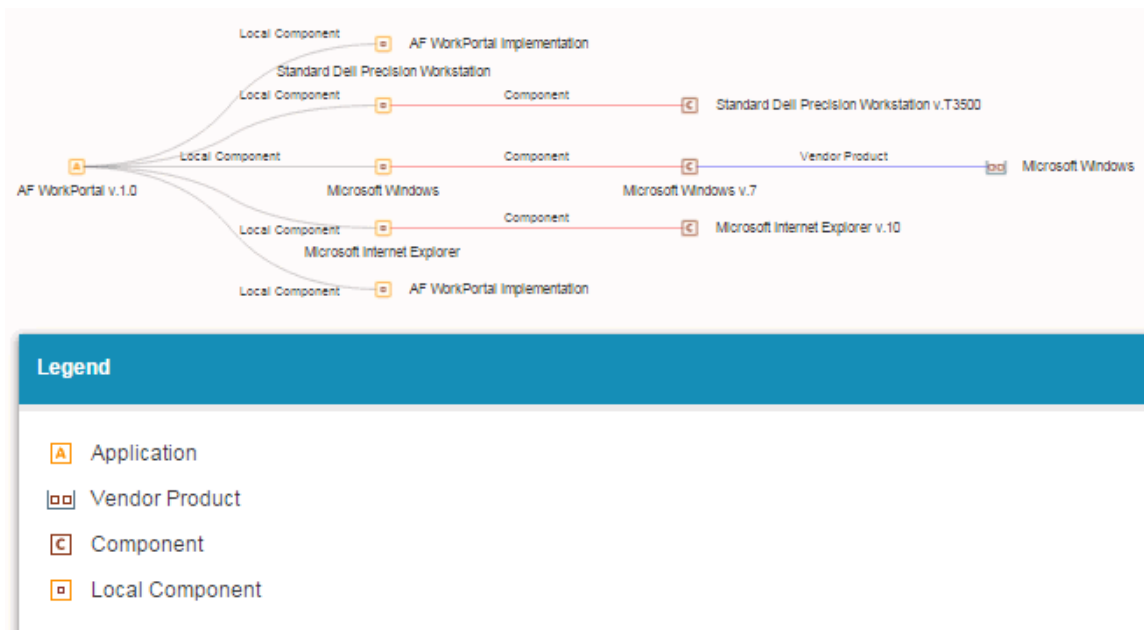 Local Component
AF WorkPortal Implementation
Standard Dell Precision Workstation
Local Component
Component
Standard Dell Precision Workstation v.T3500
Local Component
Component
Vendor Product
A
C
Microsoft Windows
AF WorkPortal v.1.0
Microsoft Windows
Microsoft Windows v.7
Local Component
Component
C
Microsoft Internet Explorer v.10
Microsoft Internet Explorer
Local Component
AF WorkPortal Implementation
Legend
A Application
Vendor Product
C Component
Local Component